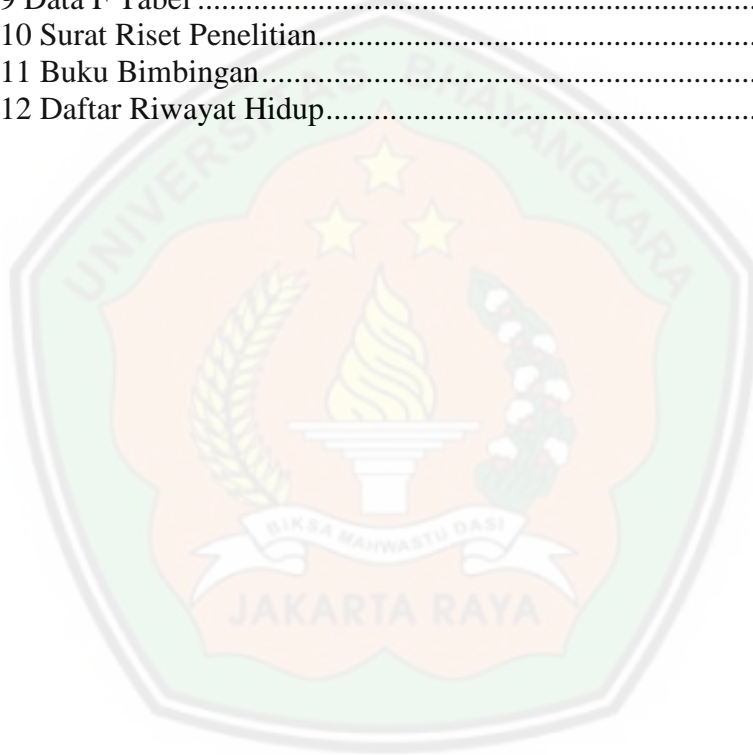 9 Data F Tabel........................................................................
10 Surat Riset Penelitian........................................................
11 Buku Bimbingan................................................................
12 Daftar Riwayat Hidup.......................................................
UNIVERSITAS BHAYANGKARA
BIKSA MAHWASTU DASI
JAKARTA RAYA